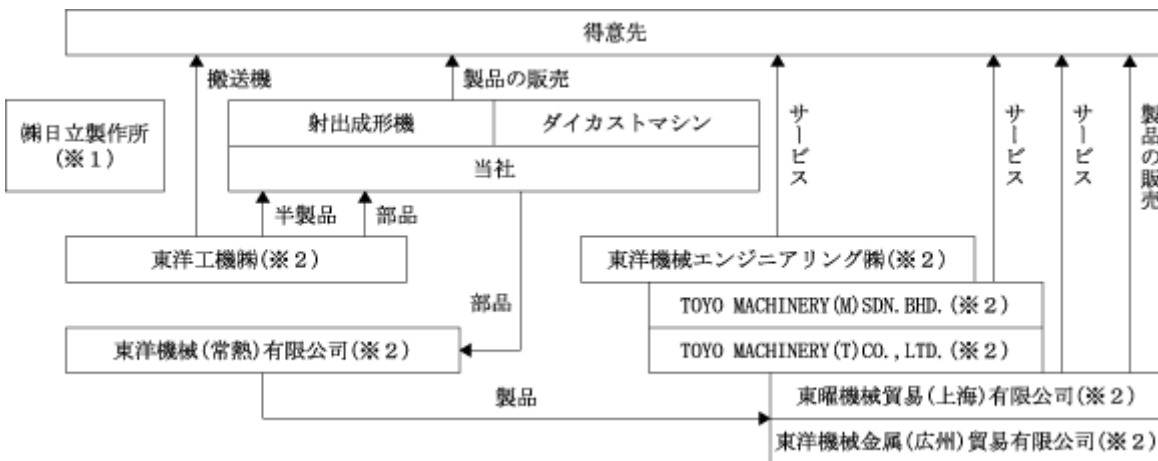 得意先
搬送機
製品の販売
サービス
サービス
サービス
製品の販売
㈱日立製作所
(※１)
射出成形機
ダイカストマシン
当社
半製品
部品
東洋工機㈱(※２)
東洋機械エンジニアリング㈱(※２)
TOYO MACHINERY(M)SDN.BHD.(※２)
部品
東洋機械(常熱)有限公司(※２)
TOYO MACHINERY(T)CO.,LTD.(※２)
製品
東曜機械貿易(上海)有限公司(※２)
東洋機械金属(広州)貿易有限公司(※２)